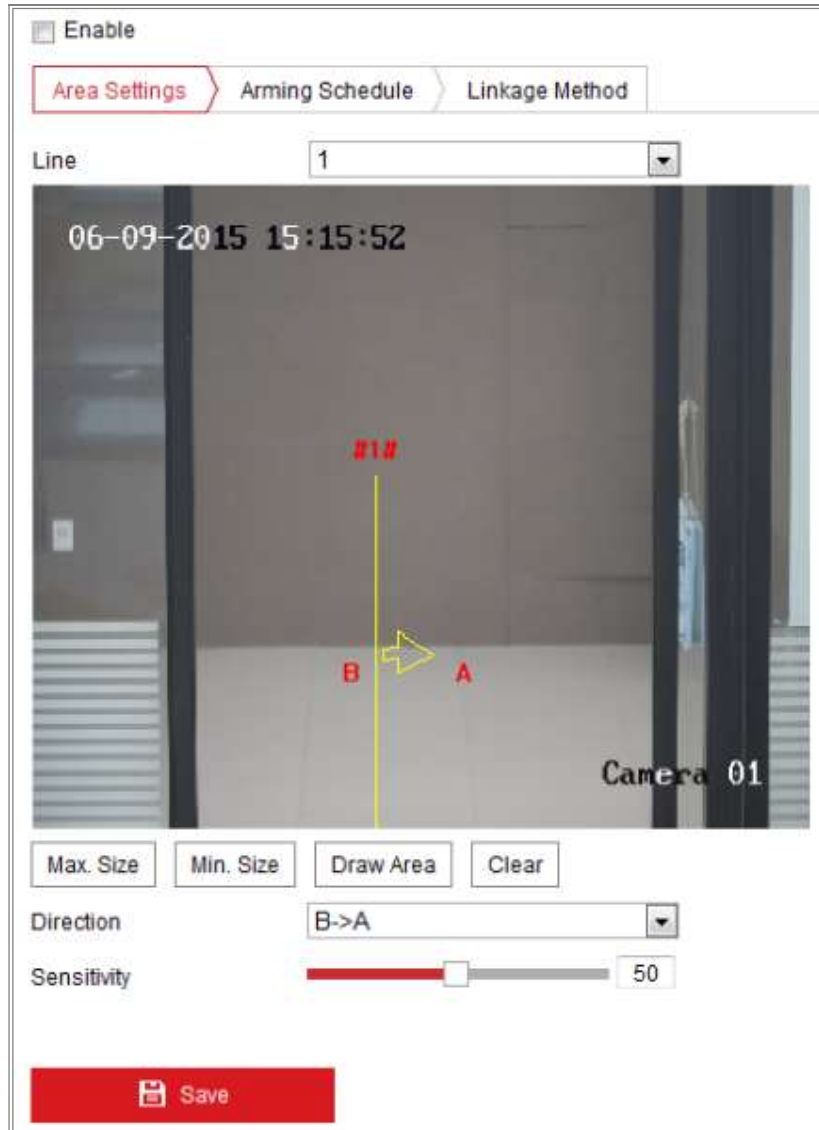 Enable
Area Settings Arming Schedule Linkage Method
Line 1
06-09-2015 15:15:52
#1#
B A
Camera 01
Max. Size Min. Size Draw Area Clear
Direction B->A
Sensitivity 50
Save